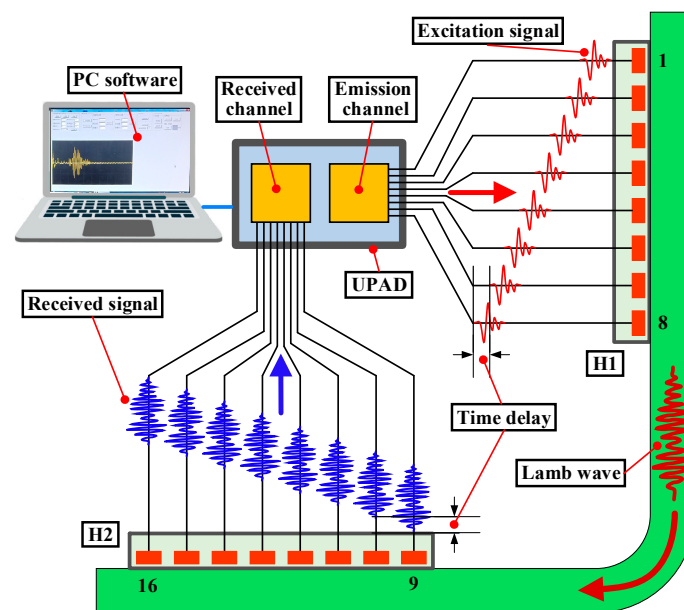 Excitation signal
PC software
Received
channel
Emission
channel
1
UPAD
Received signal
8
H1
Time delay
Lamb wave
H2
16
9